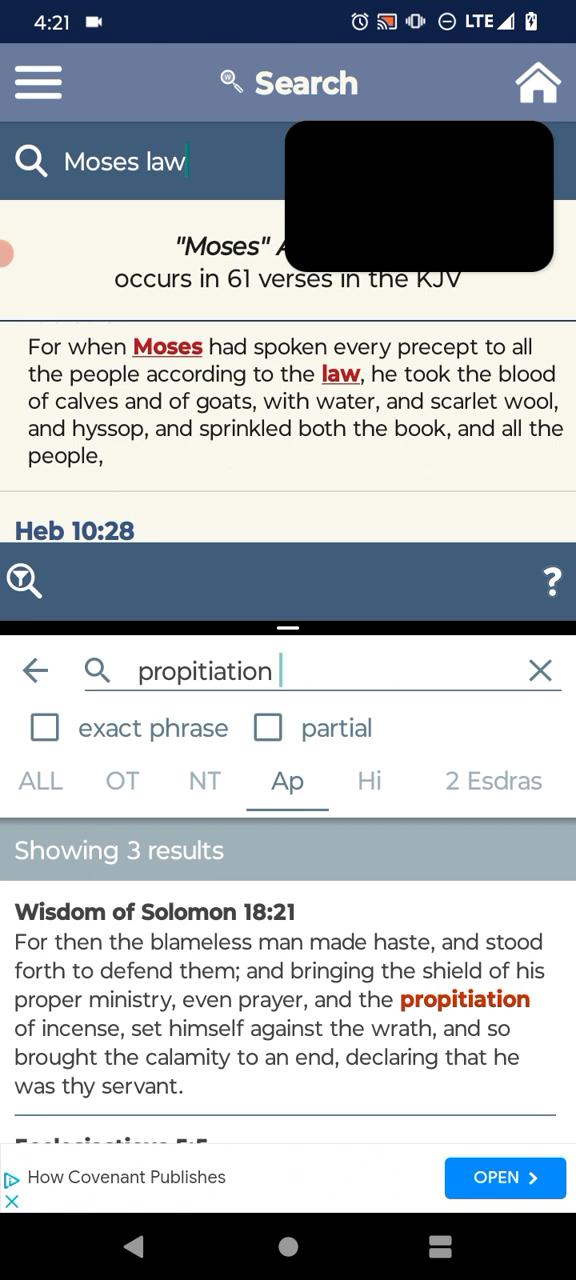 4:21 LTE
Search
Moses law
"Moses"
occurs in 61 verses in the KJV
For when Moses had spoken every precept to all
the people according to the law, he took the blood
of calves and of goats, with water, and scarlet wool,
and hyssop, and sprinkled both the book, and all the
people,
Heb 10:28
?
propitiation
exact phrase partial
ALL OT NT Ap Hi 2 Esdras
Showing 3 results
Wisdom of Solomon 18:21
For then the blameless man made haste, and stood
forth to defend them; and bringing the shield of his
proper ministry, even prayer, and the propitiation
of incense, set himself against the wrath, and so
brought the calamity to an end, declaring that he
was thy servant.
How Covenant Publishes
OPEN